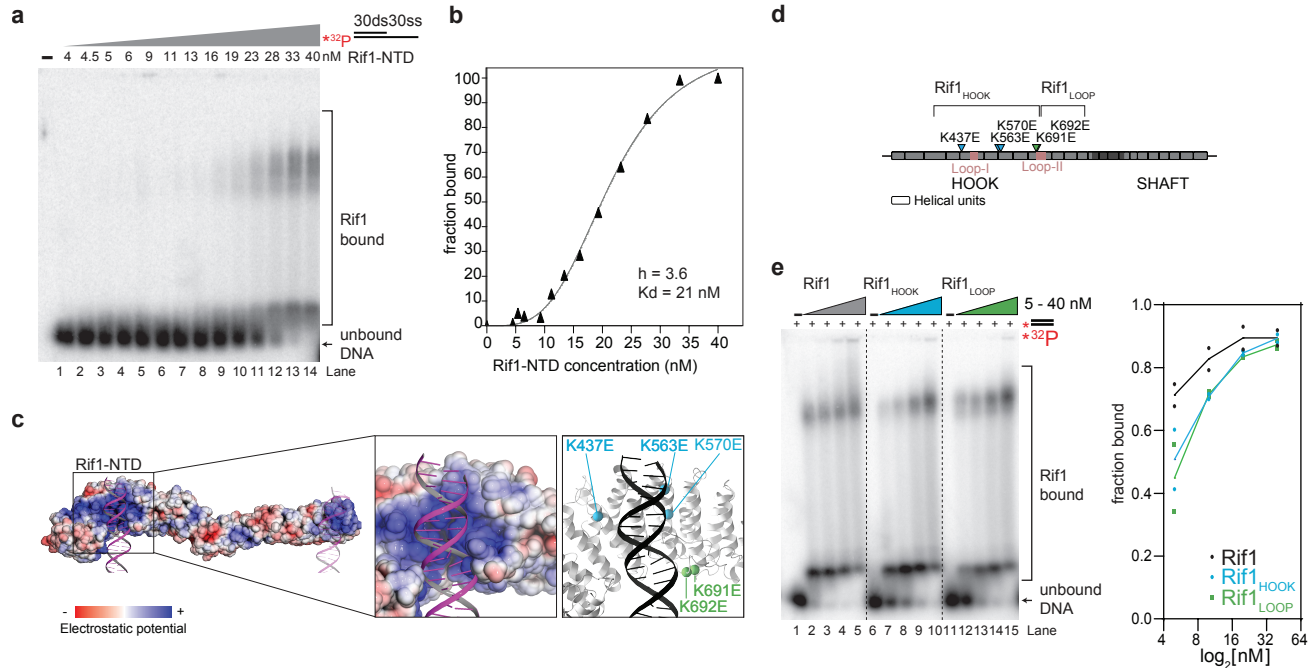 a
30ds30ss
*32P
– 4 4.5 5 6 9 11 13 16 19 23 28 33 40 nM Rif1-NTD
Rif1
bound
unbound
DNA
1 2 3 4 5 6 7 8 9 10 11 12 13 14 Lane
b
fraction bound
100
90
80
70
60
50
40
30
20
10
0
h = 3.6
Kd = 21 nM
0 5 10 15 20 25 30 35 40 45
Rif1-NTD concentration (nM)
c
Rif1-NTD
- +
Electrostatic potential
K437E K563E K570E
K691E
K692E
d
Rif1HOOK Rif1LOOP
K570E K692E
K437E K563E K691E
Loop-I Loop-II
HOOK SHAFT
Helical units
e
Rif1 Rif1HOOK Rif1LOOP
5 - 40 nM
– – –
+ + + + + + + + + + + + + + + *
*32P
Rif1
bound
unbound
DNA
1 2 3 4 5 6 7 8 9 10 11 12 13 14 15 Lane
fraction bound
1.0
0.8
0.6
0.4
0.2
0.0
Rif1
Rif1HOOK
Rif1LOOP
4 8 16 32 64
log2[nM]